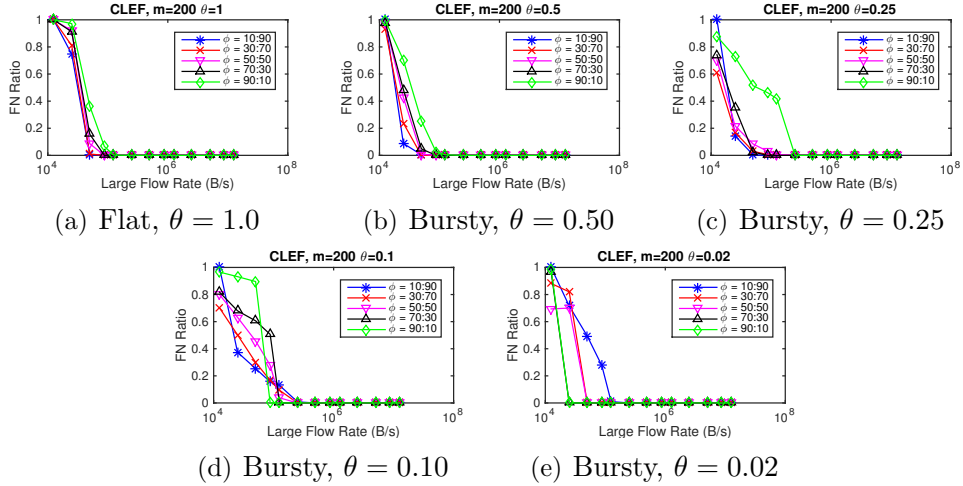 CLEF, m=200 θ=1
1
0.8
0.6
0.4
0.2
0
FN Ratio
ϕ = 10:90
ϕ = 30:70
ϕ = 50:50
ϕ = 70:30
ϕ = 90:10
10^4 10^6 10^8
Large Flow Rate (B/s)
(a) Flat, θ = 1.0
CLEF, m=200 θ=0.5
1
0.8
0.6
0.4
0.2
0
FN Ratio
ϕ = 10:90
ϕ = 30:70
ϕ = 50:50
ϕ = 70:30
ϕ = 90:10
10^4 10^6 10^8
Large Flow Rate (B/s)
(b) Bursty, θ = 0.50
CLEF, m=200 θ=0.25
1
0.8
0.6
0.4
0.2
0
FN Ratio
ϕ = 10:90
ϕ = 30:70
ϕ = 50:50
ϕ = 70:30
ϕ = 90:10
10^4 10^6 10^8
Large Flow Rate (B/s)
(c) Bursty, θ = 0.25
CLEF, m=200 θ=0.1
1
0.8
0.6
0.4
0.2
0
FN Ratio
ϕ = 10:90
ϕ = 30:70
ϕ = 50:50
ϕ = 70:30
ϕ = 90:10
10^4 10^6 10^8
Large Flow Rate (B/s)
(d) Bursty, θ = 0.10
CLEF, m=200 θ=0.02
1
0.8
0.6
0.4
0.2
0
FN Ratio
ϕ = 10:90
ϕ = 30:70
ϕ = 50:50
ϕ = 70:30
ϕ = 90:10
10^4 10^6 10^8
Large Flow Rate (B/s)
(e) Bursty, θ = 0.02